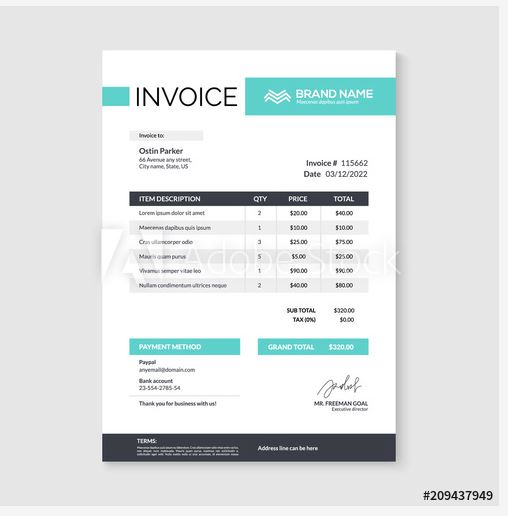 INVOICE
BRAND NAME
Maecenas dapibus quis ipsum
Invoice to:
Ostin Parker
66 Avenue any street,
City name, State, US
Invoice # 115662
Date 03/12/2022
ITEM DESCRIPTION QTY PRICE TOTAL
Lorem ipsum dolor sit amet 2 $20.00 $40.00
Maecenas dapibus quis ipsum 1 $10.00 $10.00
Cras ullamcorper odio 3 $25.00 $75.00
Mauris quam purus 5 $5.00 $25.00
Vivamus semper vitae leo 1 $90.00 $90.00
Nullam condimentum ultrices neque 2 $40.00 $80.00
Adobe Stock
SUB TOTAL $320.00
TAX (0%) $0.00
PAYMENT METHOD
GRAND TOTAL $320.00
Paypal
anyemail@domain.com
Bank account
23-554-2785-54
Thank you for business with us!
MR. FREEMAN GOAL
Executive director
TERMS:
Address line can be here
#209437949